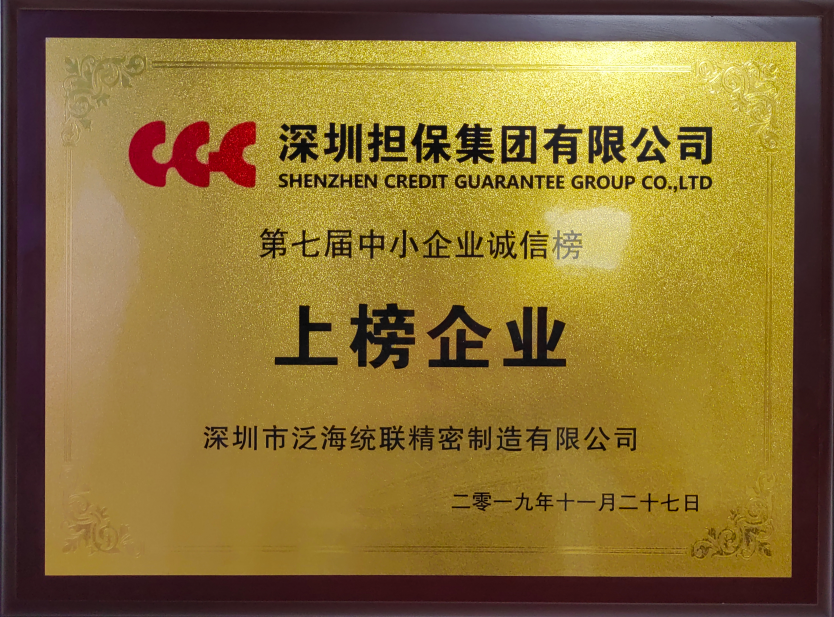 CGC 深圳担保集团有限公司
SHENZHEN CREDIT GUARANTEE GROUP CO.,LTD
第七届中小企业诚信榜
上榜企业
深圳市泛海统联精密制造有限公司
二零一九年十一月二十七日